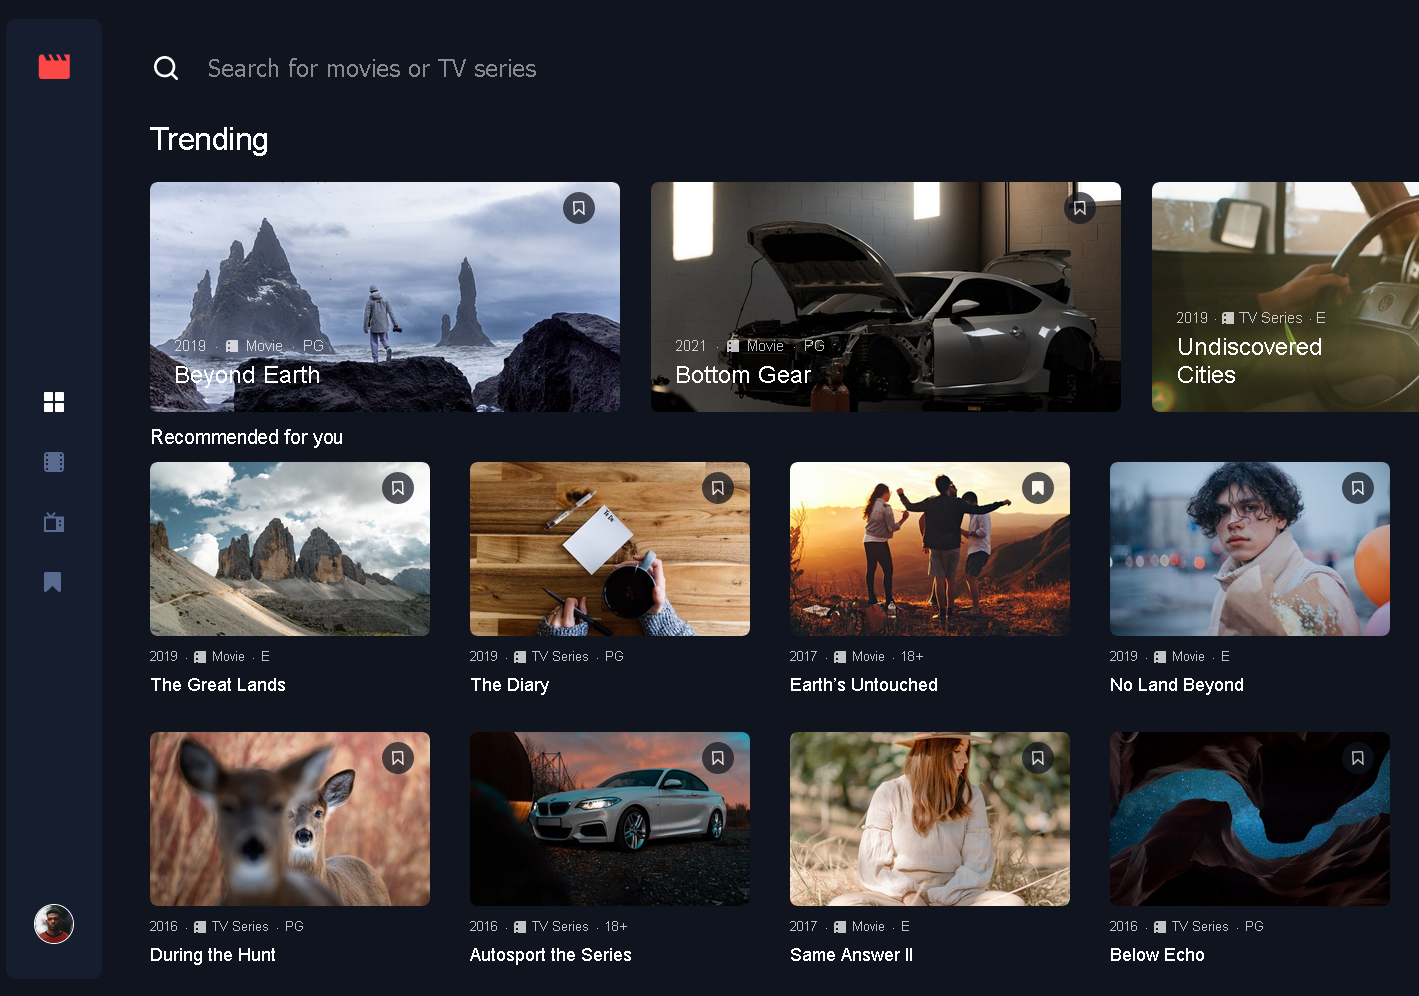 Search for movies or TV series
Trending
2019 · Movie · PG
Beyond Earth
2021 · Movie · PG
Bottom Gear
2019 · TV Series · E
Undiscovered
Cities
Recommended for you
2019 · Movie · E
The Great Lands
To Do
2019 · TV Series · PG
The Diary
2017 · Movie · 18+
Earth's Untouched
2019 · Movie · E
No Land Beyond
2016 · TV Series · PG
During the Hunt
2016 · TV Series · 18+
Autosport the Series
2017 · Movie · E
Same Answer II
2016 · TV Series · PG
Below Echo